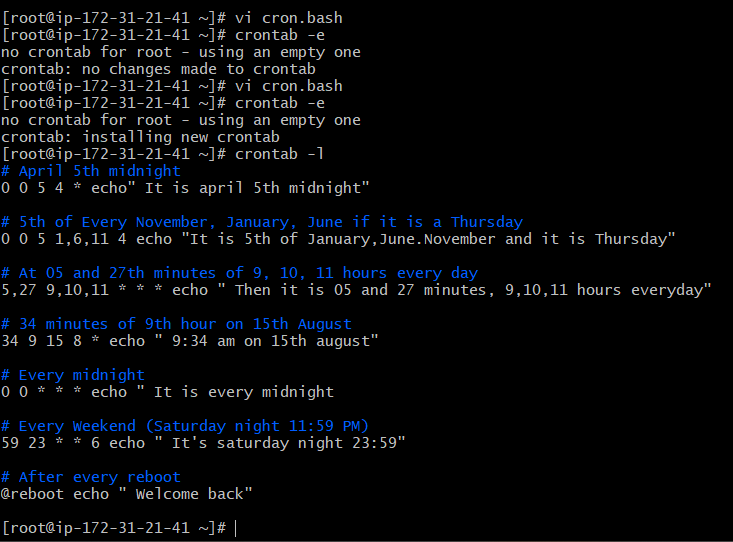 [root@ip-172-31-21-41 ~]# vi cron.bash
[root@ip-172-31-21-41 ~]# crontab -e
no crontab for root - using an empty one
crontab: no changes made to crontab
[root@ip-172-31-21-41 ~]# vi cron.bash
[root@ip-172-31-21-41 ~]# crontab -e
no crontab for root - using an empty one
crontab: installing new crontab
[root@ip-172-31-21-41 ~]# crontab -l
# April 5th midnight
0 0 5 4 * echo" It is april 5th midnight"
# 5th of Every November, January, June if it is a Thursday
0 0 5 1,6,11 4 echo "It is 5th of January,June.November and it is Thursday"
# At 05 and 27th minutes of 9, 10, 11 hours every day
5,27 9,10,11 * * * echo " Then it is 05 and 27 minutes, 9,10,11 hours everyday"
# 34 minutes of 9th hour on 15th August
34 9 15 8 * echo " 9:34 am on 15th august"
# Every midnight
0 0 * * * echo " It is every midnight
# Every Weekend (Saturday night 11:59 PM)
59 23 * * 6 echo " It's saturday night 23:59"
# After every reboot
@reboot echo " Welcome back"
[root@ip-172-31-21-41 ~]#